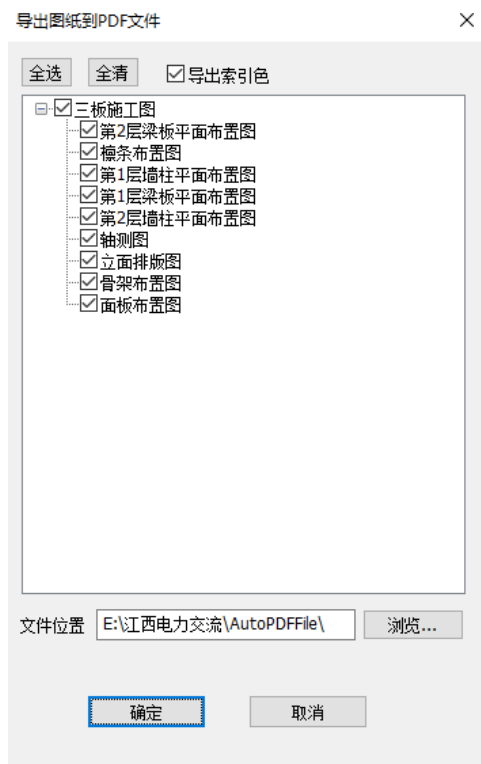 导出图纸到PDF文件
全选 全清 导出索引色
三板施工图
第2层梁板平面布置图
檩条布置图
第1层墙柱平面布置图
第1层梁板平面布置图
第2层墙柱平面布置图
轴测图
立面排版图
骨架布置图
面板布置图
文件位置 E:\江西电力交流\AutoPDFFile\ 浏览...
确定 取消